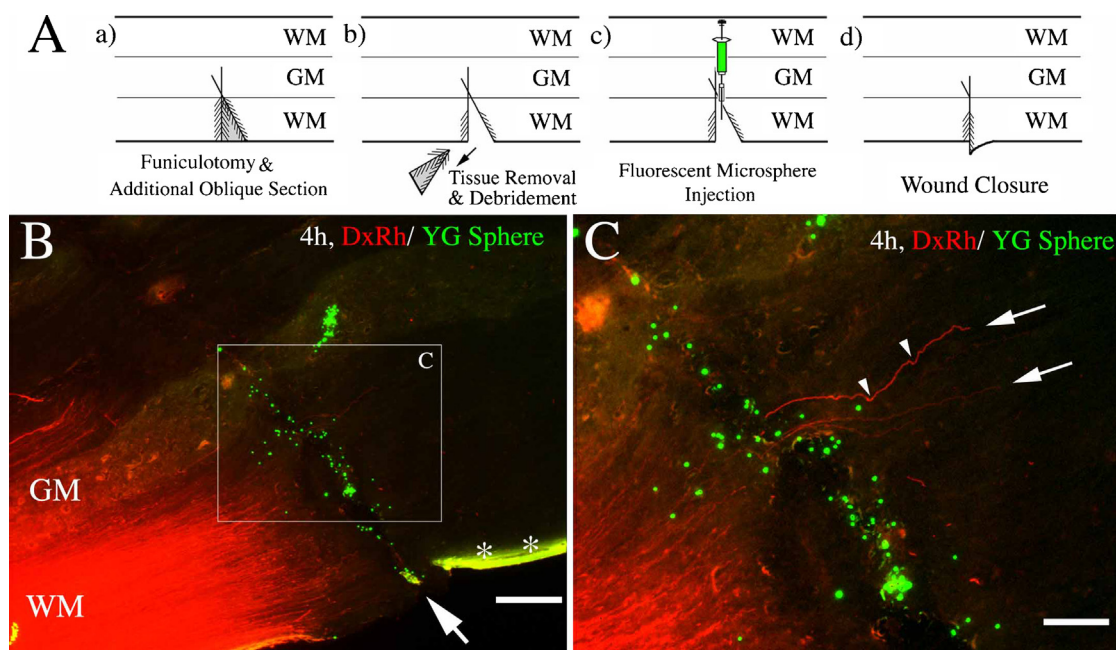 A
a)
WM
GM
WM
Funiculotomy &
Additional Oblique Section
b)
WM
GM
WM
Tissue Removal
& Debridement
c)
WM
GM
WM
Fluorescent Microsphere
Injection
d)
WM
GM
WM
Wound Closure
B
4h, DxRh/ YG Sphere
C
GM
WM
* *
C
4h, DxRh/ YG Sphere